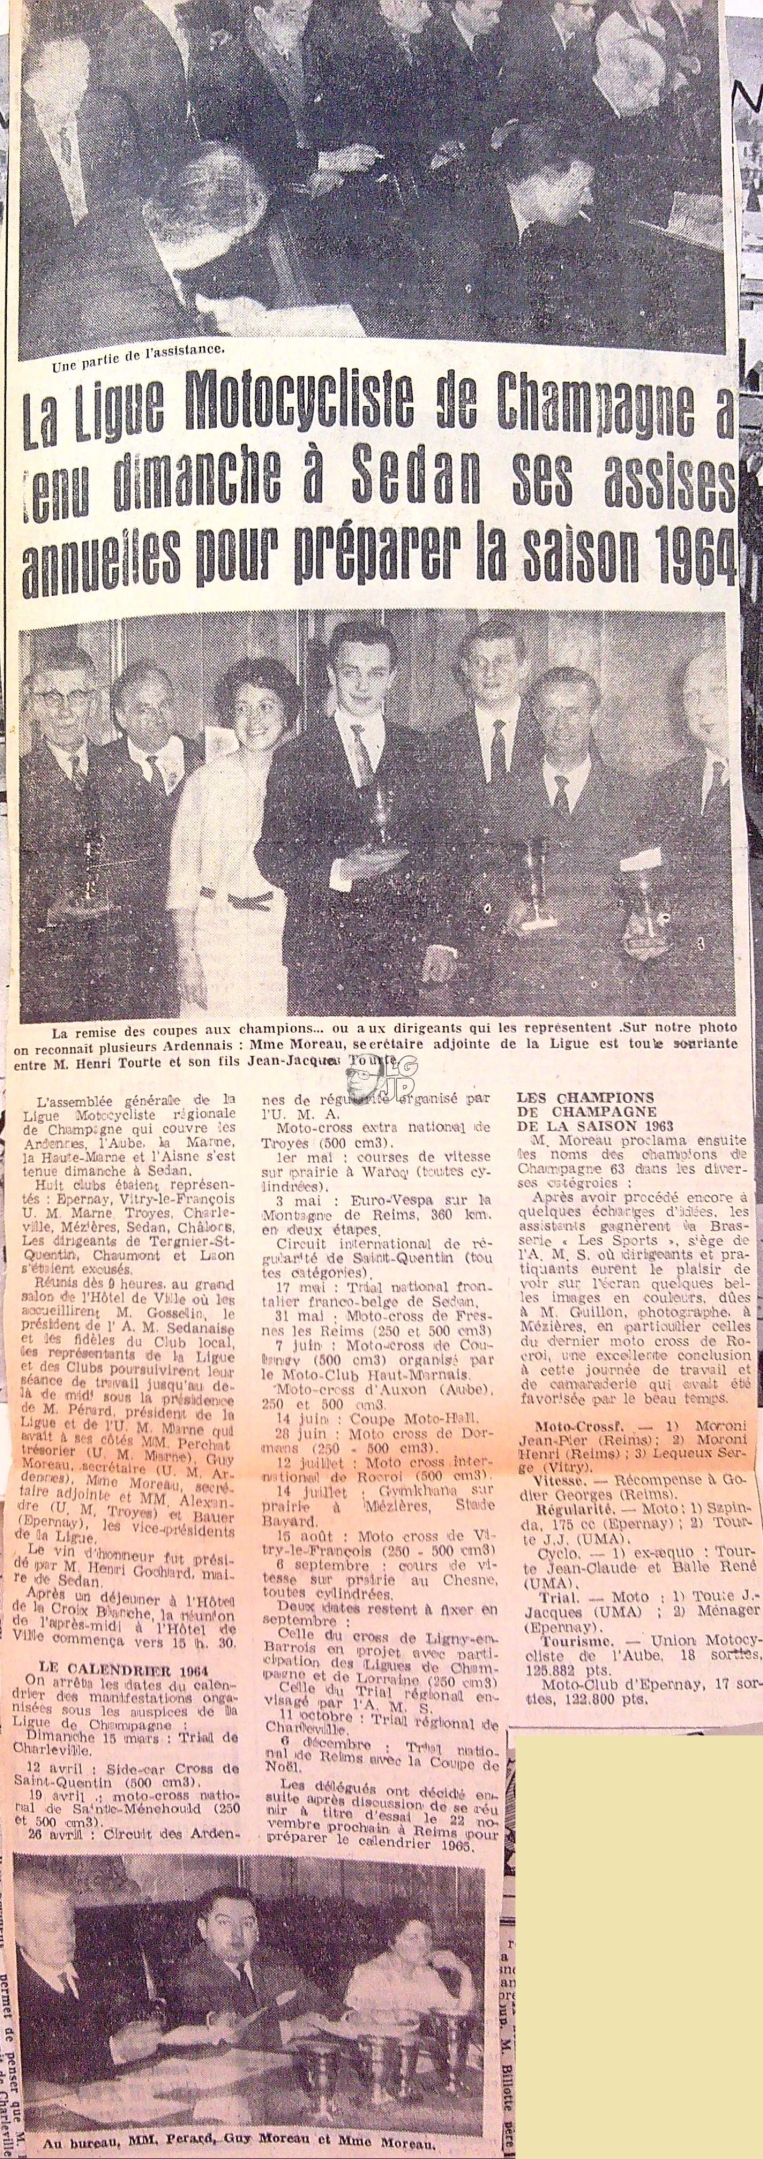 Une partie de l'assistance.
La Ligue Motocycliste de Champagne a
tenu dimanche à Sedan ses assises
annuelles pour préparer la saison 1964
La remise des coupes aux champions... ou aux dirigeants qui les représentent .Sur notre photo
on reconnait plusieurs Ardennais : Mme Moreau, secrétaire adjointe de la Ligue est toute souriante
entre M. Henri Tourte et son fils Jean-Jacques Tourte.
LG
JP
L'assemblée générale de la
Ligue Motocycliste régionale
de Champagne qui couvre les
Ardennes, l'Aube, la Marne,
la Haute-Marne et l'Aisne s'est
tenue dimanche à Sedan.
Huit clubs étaient représen-
tés : Epernay, Vitry-le-François
U. M. Marne, Troyes, Charle-
ville, Mézières, Sedan, Châlons,
Les dirigeants de Tergnier-St-
Quentin, Chaumont et Laon
s'étaient excusés.
Réunis dès 9 heures, au grand
salon de l'Hôtel de Ville où les
accueillirent M. Gosselin, le
président de l' A. M. Sedanaise
et les fidèles du Club local,
les représentants de la Ligue
et des Clubs poursuivirent leur
séance de travail jusqu'au de-
là de midi sous la présidence
de M. Pérard, président de la
Ligue et de l'U. M. Marne qui
avait à ses côtés MM. Perchat
trésorier (U. M. Marne), Guy
Moreau, secrétaire (U. M. Ar-
dennes), Mme Moreau, secré-
taire adjointe et MM. Alexan-
dre (U. M. Troyes) et Bauer
(Epernay), les vice-présidents
de la Ligue.
Le vin d'honneur fut prési-
dé par M. Henri Gochard, mai-
re de Sedan.
Après un déjeuner à l'Hôtel
de la Croix Blanche, la réunion
de l'après-midi à l'Hôtel de
Ville commença vers 15 h. 30.
LE CALENDRIER 1964
On arrêta les dates du calen-
drier des manifestations orga-
nisées sous les auspices de la
Ligue de Champagne :
Dimanche 15 mars : Trial de
Charleville.
12 avril : Side-car Cross de
Saint-Quentin (500 cm3).
19 avril : moto-cross natio-
nal de Sainte-Ménehould (250
et 500 cm3).
26 avril : Circuit des Arden-
nes de régularité organisé par
l'U. M. A.
Moto-cross extra national de
Troyes (500 cm3).
1er mai : courses de vitesse
sur prairie à Warcq (toutes cy-
lindrées).
3 mai : Euro-Vespa sur la
Montagne de Reims, 360 km.
en deux étapes.
Circuit international de ré-
gularité de Saint-Quentin (tou
tes catégories).
17 mai : Trial national fron-
talier franco-belge de Sedan.
31 mai : Moto-cross de Fres-
nes les Reims (250 et 500 cm3)
7 juin : Moto-cross de Cou-
(500 cm3) organisé par
le Moto-Club Haut-Marnais.
Moto-cross d'Auxon (Aube),
250 et 500 cm3.
14 juin : Coupe Moto-Hall.
28 juin : Moto cross de Dor-
mans (250 - 500 cm3).
12 juillet : Moto cross inter-
national de Rocroi (500 cm3).
14 juillet : Gymkhana sur
prairie à Mézières, Stade
Bayard.
15 août : Moto cross de Vi-
try-le-François (250 - 500 cm3)
6 septembre : cours de vi-
tesse sur prairie au Chesne,
toutes cylindrées.
Deux dates restent à fixer en
septembre :
Celle du cross de Ligny-en-
Barrois en projet avec parti-
cipation des Ligues de Cham-
pagne et de Lorraine (250 cm3)
Celle du Trial régional en-
visagé par l'A. M. S.
11 octobre : Trial régional de
Charleville.
6 décembre : Trial natio-
nal de Reims avec la Coupe de
Noël.
Les délégués ont décidé en-
suite après discussion de se réu
nir à titre d'essai le 22 no-
vembre prochain à Reims pour
préparer le calendrier 1965.
LES CHAMPIONS
DE CHAMPAGNE
DE LA SAISON 1963
M. Moreau proclama ensuite
les noms des champions de
Champagne 63 dans les diver-
ses catégroies :
Après avoir procédé encore à
quelques échanges d'idées, les
assistants gagnèrent la Bras-
serie « Les Sports », siège de
l'A. M. S. où dirigeants et pra-
tiquants eurent le plaisir de
voir sur l'écran quelques bel-
les images en couleurs, dûes
à M. Guillon, photographe, à
Mézières, en particulier celles
du dernier moto cross de Ro-
croi, une excellente conclusion
à cette journée de travail et
de camaraderie qui avait été
favorisée par le beau temps.
Moto-Crossf. — 1) Moroni
Jean-Pier (Reims); 2) Moroni
Henri (Reims) ; 3) Lequeux Ser-
ge (Vitry).
Vitesse. — Récompense à Go-
dier Georges (Reims).
Régularité. — Moto: 1) Szpin-
da, 175 cc (Epernay) ; 2) Tour-
te J.J. (UMA).
Cyclo. — 1) ex-æquo : Tour-
te Jean-Claude et Balle René
(UMA).
Trial. — Moto : 1) Toute J.-
Jacques (UMA) ; 2) Ménager
(Epernay).
Tourisme. — Union Motocy-
cliste de l'Aube, 18 sorties,
125.882 pts.
Moto-Club d'Epernay, 17 sor-
ties, 122.800 pts.
Au bureau, MM. Perard, Guy Moreau et Mme Moreau.
permet de penser que M.
de Charleville
M. Billotte père